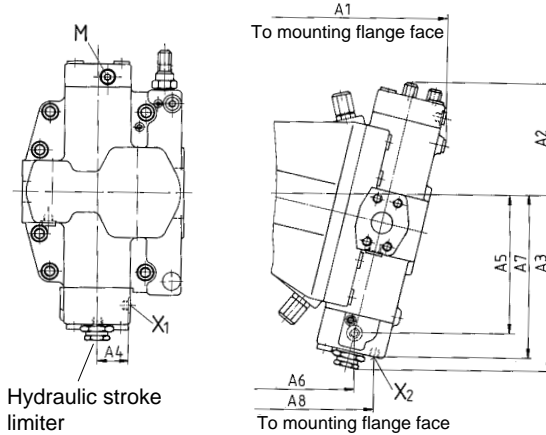 A1
To mounting flange face
M
A2
A5
A7
A3
X1
A4
A6
X2
A8
Hydraulic stroke
limiter
To mounting flange face